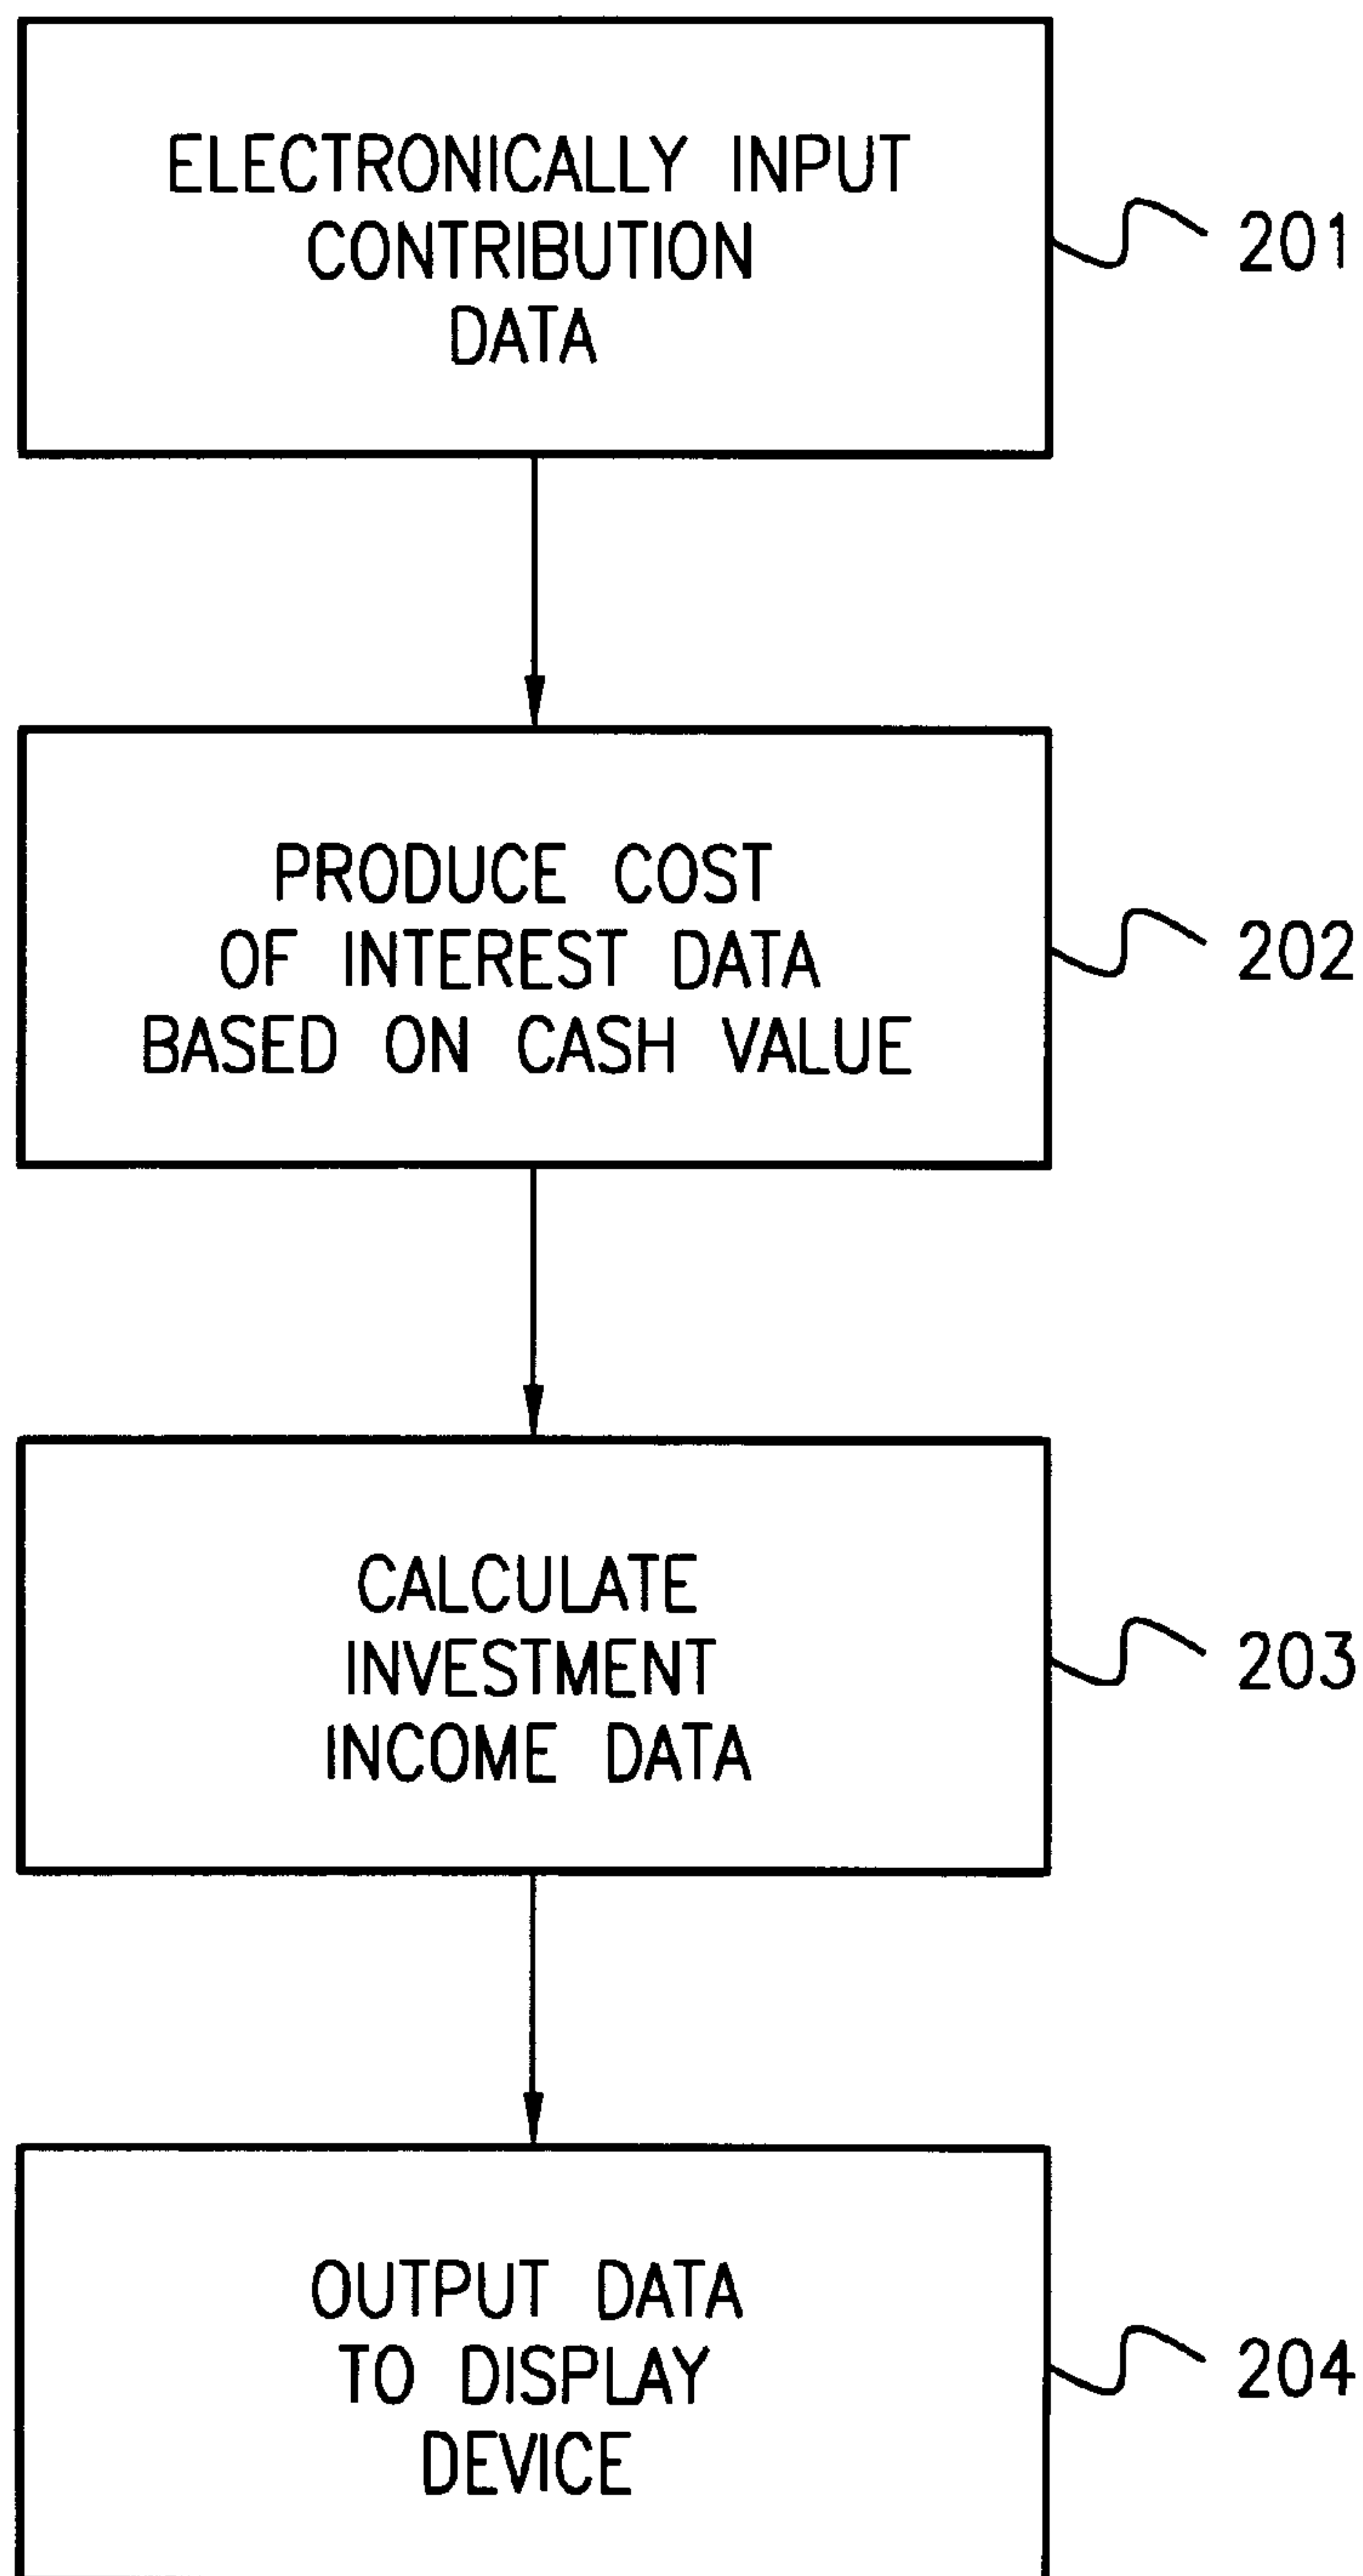 ELECTRONICALLY INPUT
CONTRIBUTION
DATA
201
PRODUCE COST
OF INTEREST DATA
BASED ON CASH VALUE
202
CALCULATE
INVESTMENT
INCOME DATA
203
OUTPUT DATA
TO DISPLAY
DEVICE
204